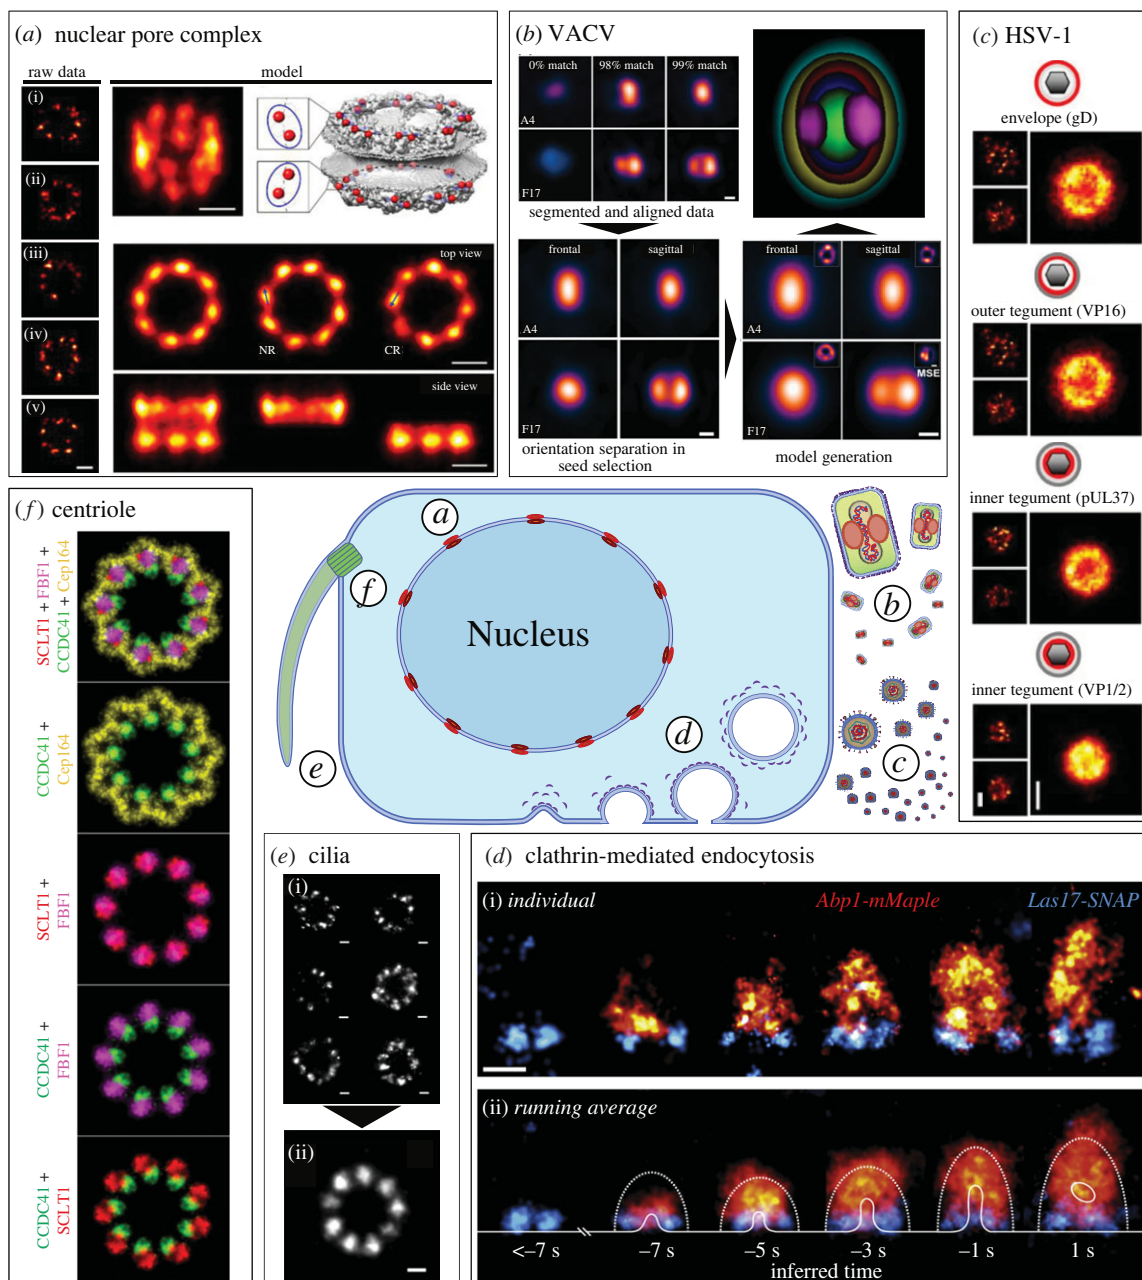 (a) nuclear pore complex
raw data
model
(i)
(ii)
(iii)
(iv)
(v)
top view
NR
CR
side view
(b) VACV
0% match
98% match
99% match
A4
F17
segmented and aligned data
frontal
sagittal
A4
F17
orientation separation in
seed selection
frontal
sagittal
A4
MSE
F17
model generation
(c) HSV-1
envelope (gD)
outer tegument (VP16)
inner tegument (pUL37)
inner tegument (VP1/2)
(f) centriole
SCLT1 + FBF1 +
CCDC41 + Cep164
CCDC41 +
Cep164
SCLT1 +
FBF1
CCDC41 +
FBF1
CCDC41 +
SCLT1
a
f
Nucleus
b
d
e
c
(e) cilia
(i)
(ii)
(d) clathrin-mediated endocytosis
(i) individual
Abp1-mMaple
Las17-SNAP
(ii) running average
<–7 s
–7 s
–5 s
–3 s
–1 s
1 s
inferred time